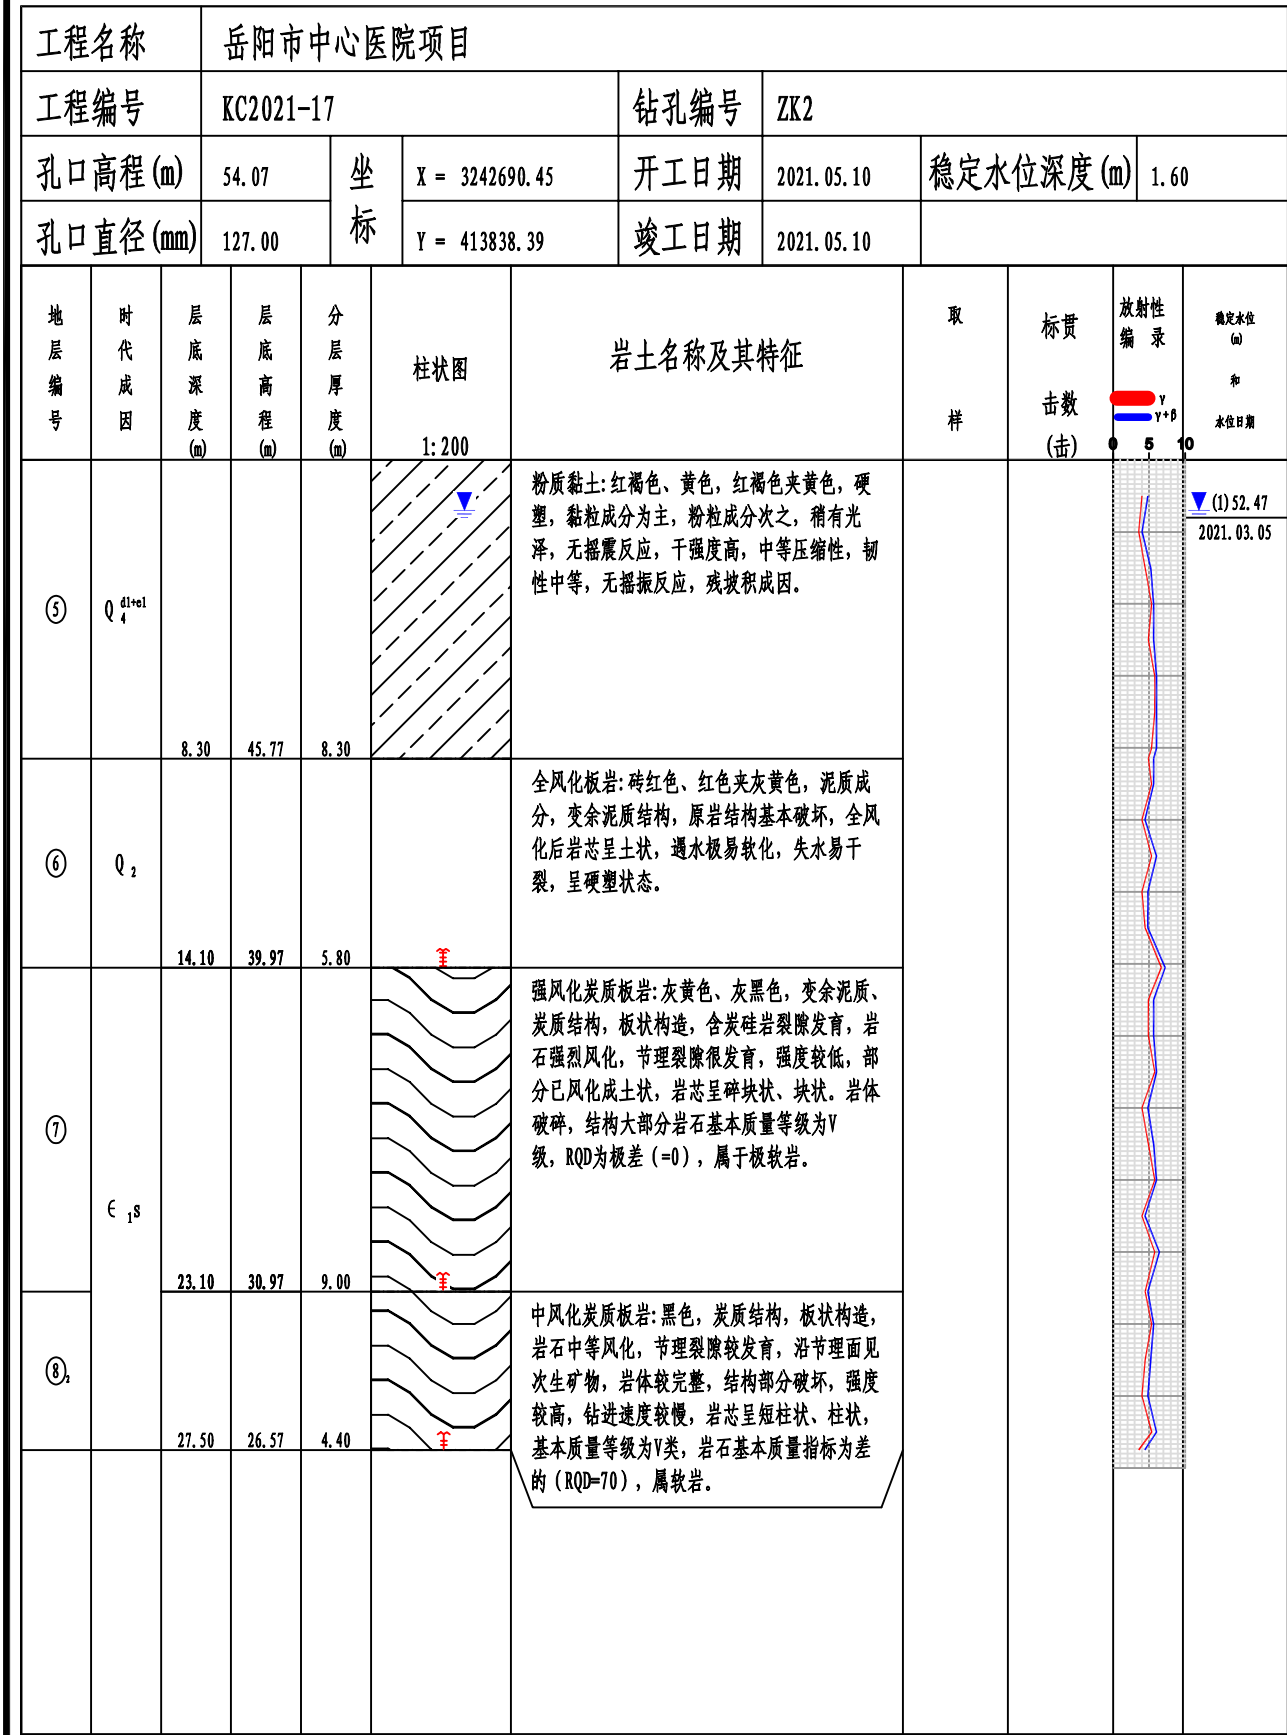 工程名称 岳阳市中心医院项目
工程编号 KC2021-17 钻孔编号 ZK2
孔口高程(m) 54.07 坐标 X = 3242690.45 开工日期 2021.05.10 稳定水位深度(m) 1.60
孔口直径(mm) 127.00 Y = 413838.39 竣工日期 2021.05.10
地层编号 时代成因 层底深度(m) 层底高程(m) 分层厚度(m) 柱状图 1:200 岩土名称及其特征 取样 标贯击数(击) 放射性编录 稳定水位(m)和水位日期
γ
γ+β
0 5 10
粉质黏土:红褐色、黄色,红褐色夹黄色,硬
塑,黏粒成分为主,粉粒成分次之,稍有光
泽,无摇震反应,干强度高,中等压缩性,韧
性中等,无摇振反应,残坡积成因。
(1)52.47
2021.03.05
⑤ Q 4 dl+el
8.30 45.77 8.30
全风化板岩:砖红色、红色夹灰黄色,泥质成
分,变余泥质结构,原岩结构基本破坏,全风
化后岩芯呈土状,遇水极易软化,失水易干
裂,呈硬塑状态。
⑥ Q 2
14.10 39.97 5.80
强风化炭质板岩:灰黄色、灰黑色,变余泥质、
炭质结构,板状构造,含炭硅岩裂隙发育,岩
石强烈风化,节理裂隙很发育,强度较低,部
分已风化成土状,岩芯呈碎块状、块状。岩体
破碎,结构大部分岩石基本质量等级为V
级,RQD为极差(=0),属于极软岩。
⑦
∈ 1s
23.10 30.97 9.00
中风化炭质板岩:黑色,炭质结构,板状构造,
岩石中等风化,节理裂隙较发育,沿节理面见
次生矿物,岩体较完整,结构部分破坏,强度
较高,钻进速度较慢,岩芯呈短柱状、柱状,
基本质量等级为V类,岩石基本质量指标为差
的(RQD=70),属软岩。
⑧2
27.50 26.57 4.40